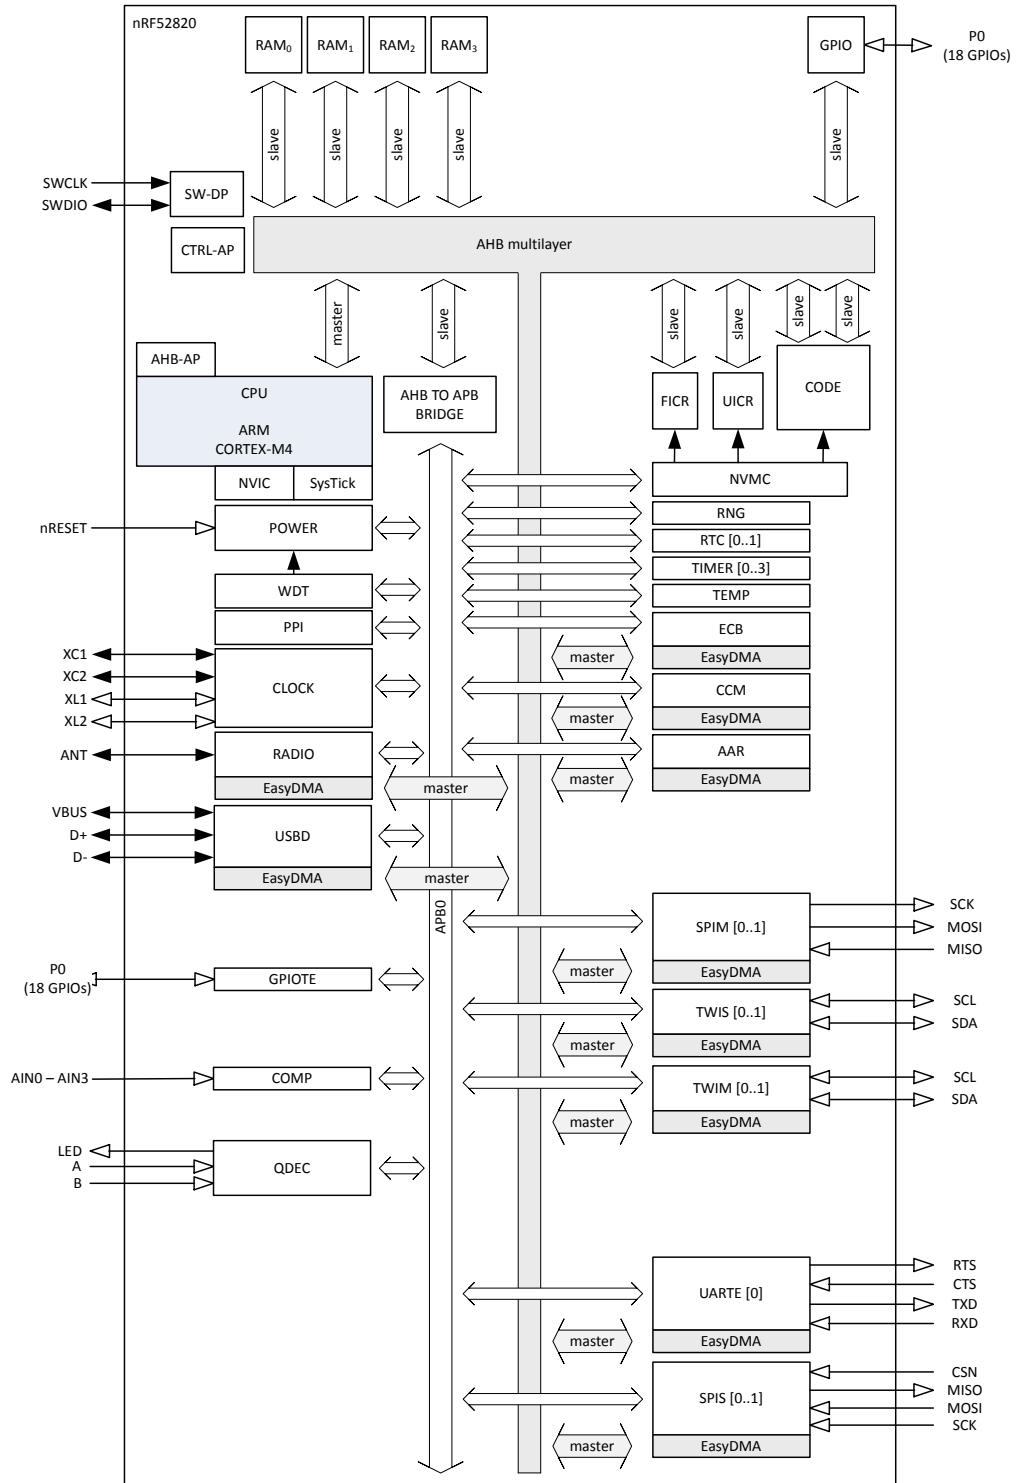 nRF52820
RAM0
RAM1
RAM2
RAM3
GPIO
P0
(18 GPIOs)
slave
slave
slave
slave
slave
SWCLK
SWDIO
SW-DP
CTRL-AP
AHB multilayer
master
slave
slave
slave
slave
slave
AHB-AP
CPU
ARM
CORTEX-M4
NVIC
SysTick
AHB TO APB
BRIDGE
FICR
UICR
CODE
NVMC
nRESET
POWER
RNG
RTC [0..1]
TIMER [0..3]
WDT
TEMP
PPI
ECB
master
EasyDMA
XC1
XC2
XL1
XL2
CLOCK
CCM
master
EasyDMA
ANT
RADIO
EasyDMA
master
AAR
master
EasyDMA
VBUS
D+
D-
USBD
EasyDMA
master
APB0
SPIM [0..1]
master
EasyDMA
SCK
MOSI
MISO
P0
(18 GPIOs)
GPIOTE
TWIS [0..1]
master
EasyDMA
SCL
SDA
AIN0 – AIN3
COMP
TWIM [0..1]
master
EasyDMA
SCL
SDA
LED
A
B
QDEC
UARTE [0]
master
EasyDMA
RTS
CTS
TXD
RXD
SPIS [0..1]
master
EasyDMA
CSN
MISO
MOSI
SCK